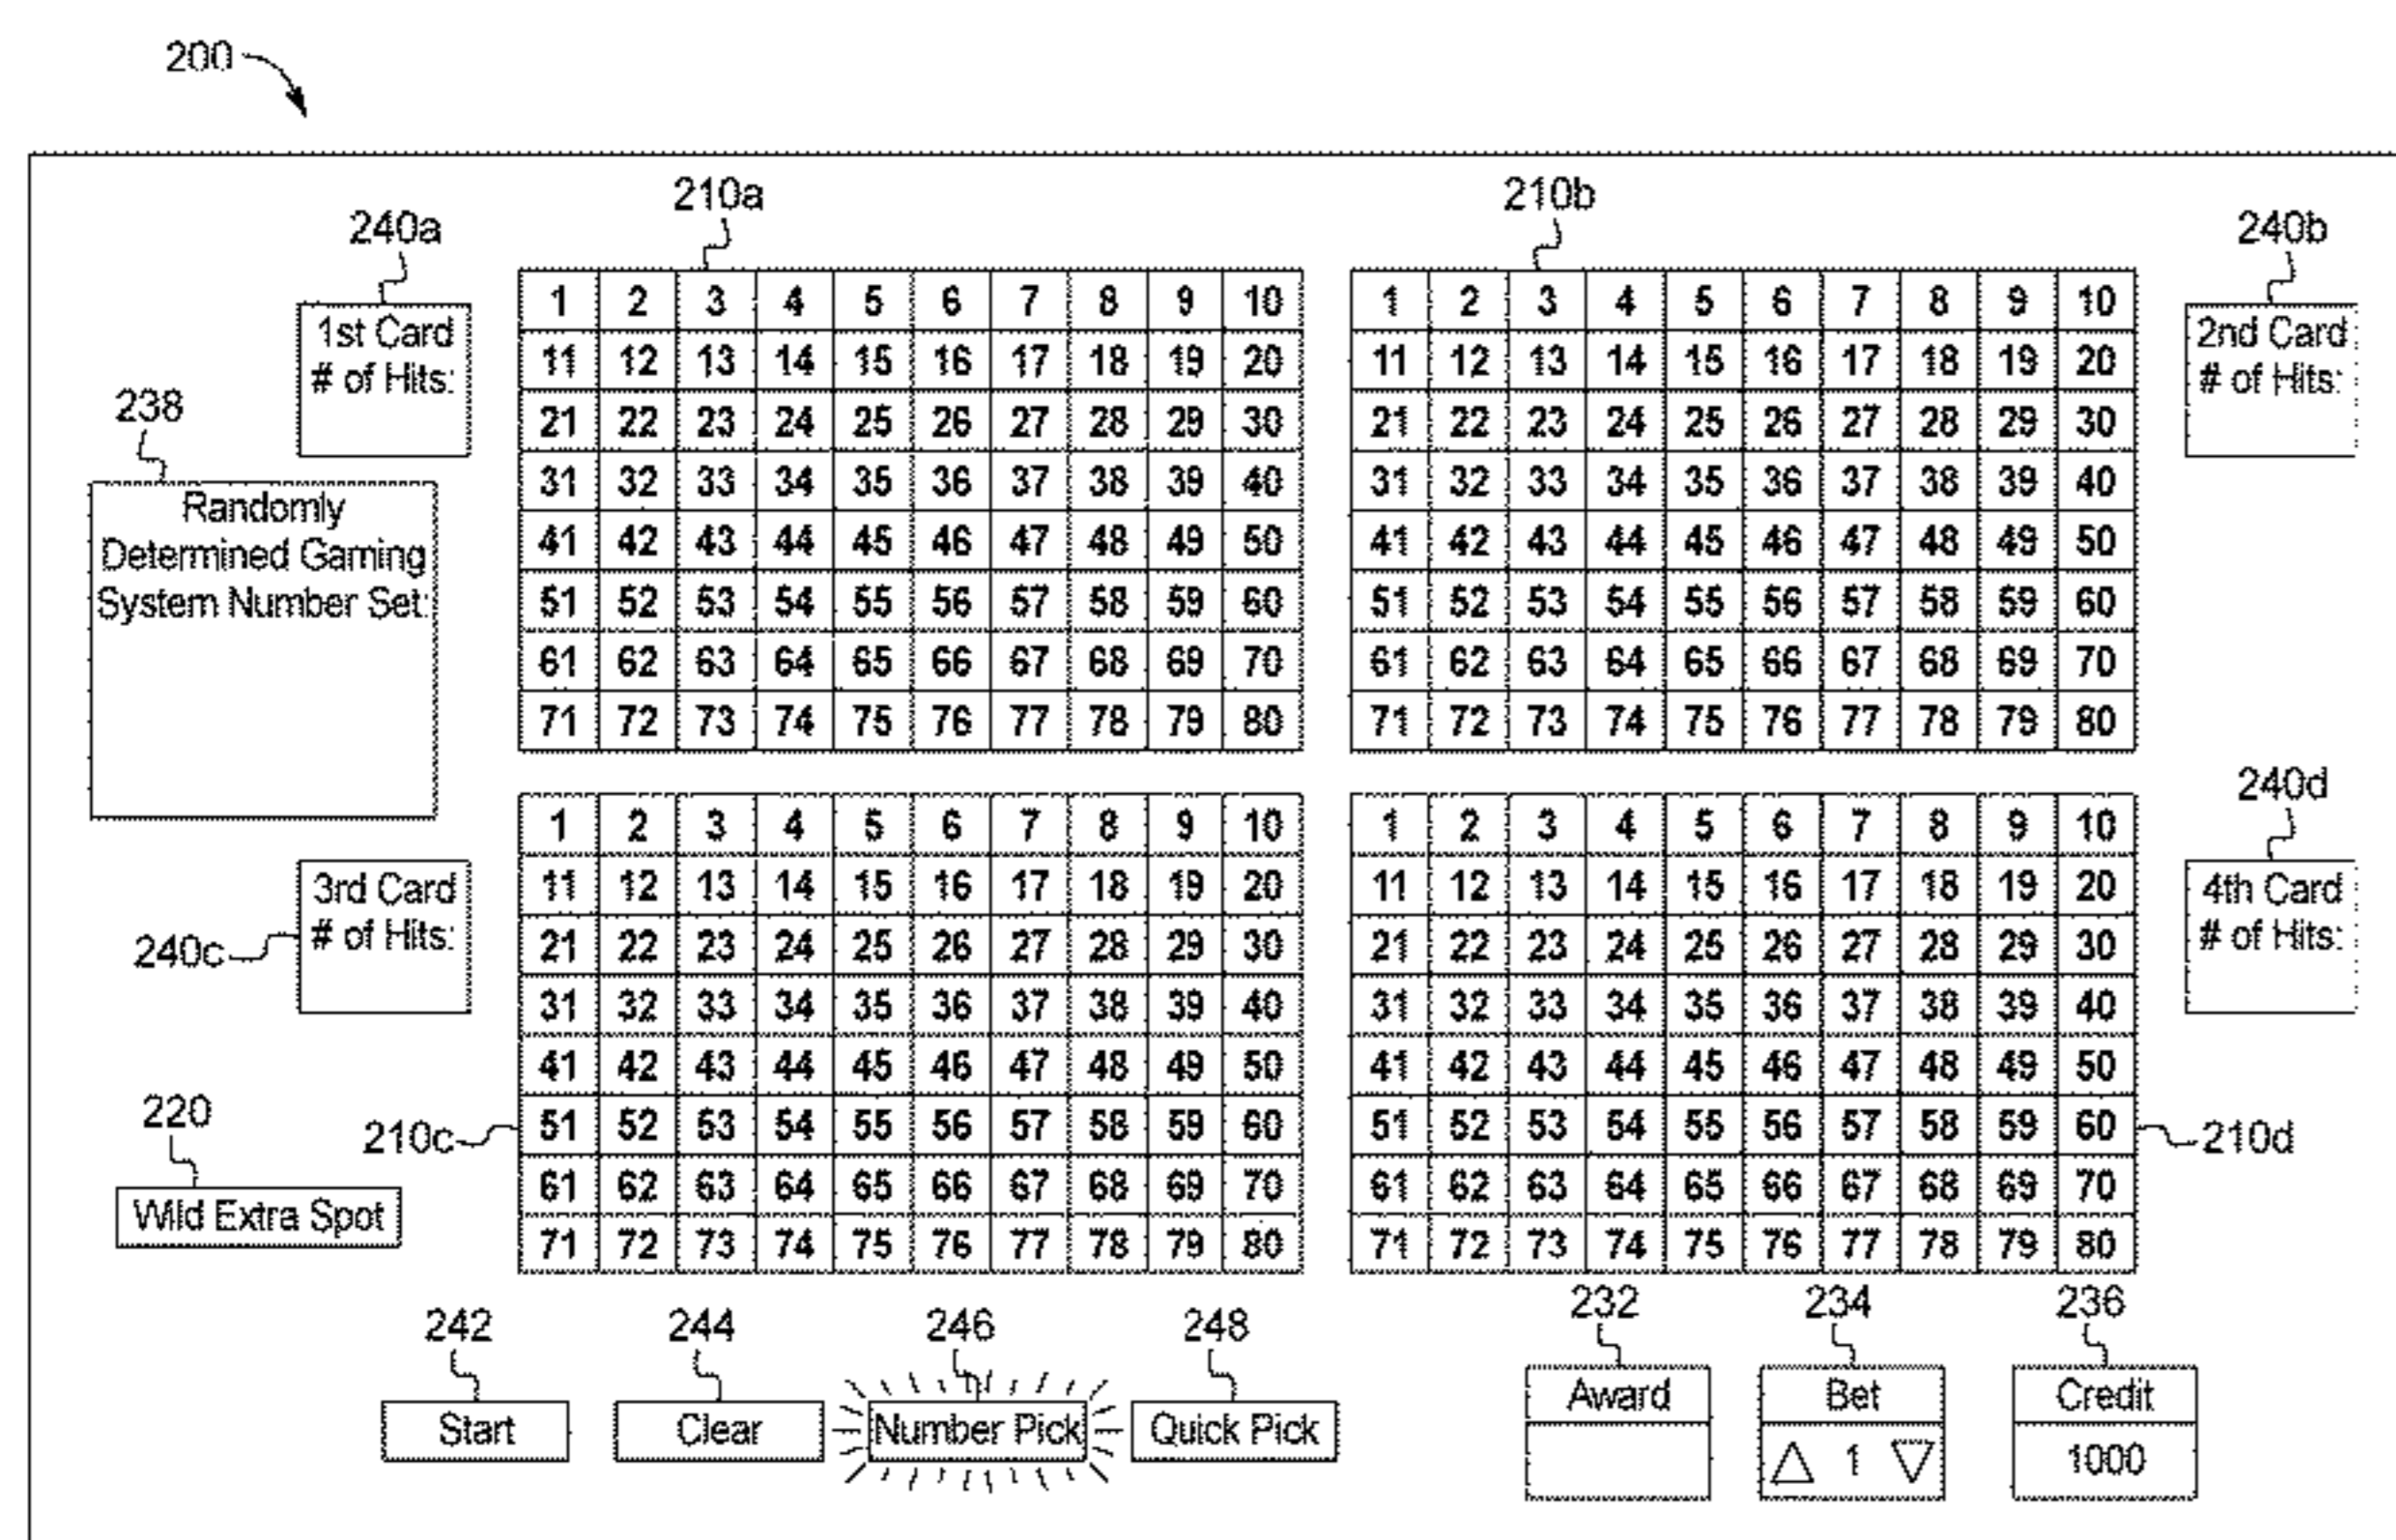 200
210a 210b
240a 240b
1 2 3 4 5 6 7 8 9 10 1 2 3 4 5 6 7 8 9 10
1st Card 2nd Card
11 12 13 14 15 16 17 18 19 20 11 12 13 14 15 16 17 18 19 20
# of Hits: # of Hits:
238 21 22 23 24 25 26 27 28 29 30 21 22 23 24 25 26 27 28 29 30
31 32 33 34 35 36 37 38 39 40 31 32 33 34 35 36 37 38 39 40
Randomly
Determined Gaming 41 42 43 44 45 46 47 48 49 50 41 42 43 44 45 46 47 48 49 50
System Number Set: 51 52 53 54 55 56 57 58 59 60 51 52 53 54 55 56 57 58 59 60
61 62 63 64 65 66 67 68 69 70 61 62 63 64 65 66 67 68 69 70
71 72 73 74 75 76 77 78 79 80 71 72 73 74 75 76 77 78 79 80
240d
1 2 3 4 5 6 7 8 9 10 1 2 3 4 5 6 7 8 9 10
3rd Card 11 12 13 14 15 16 17 18 19 20 11 12 13 14 15 16 17 18 19 20 4th Card
240c # of Hits: 21 22 23 24 25 26 27 28 29 30 21 22 23 24 25 26 27 28 29 30 # of Hits:
31 32 33 34 35 36 37 38 39 40 31 32 33 34 35 36 37 38 39 40
41 42 43 44 45 46 47 48 49 50 41 42 43 44 45 46 47 48 49 50
220
210c 51 52 53 54 55 56 57 58 59 60 51 52 53 54 55 56 57 58 59 60 210d
61 62 63 64 65 66 67 68 69 70 61 62 63 64 65 66 67 68 69 70
Wild Extra Spot
71 72 73 74 75 76 77 78 79 80 71 72 73 74 75 76 77 78 79 80
242 244 246 248 232 234 236
Award Bet Credit
Start Clear Number Pick Quick Pick
1 1000